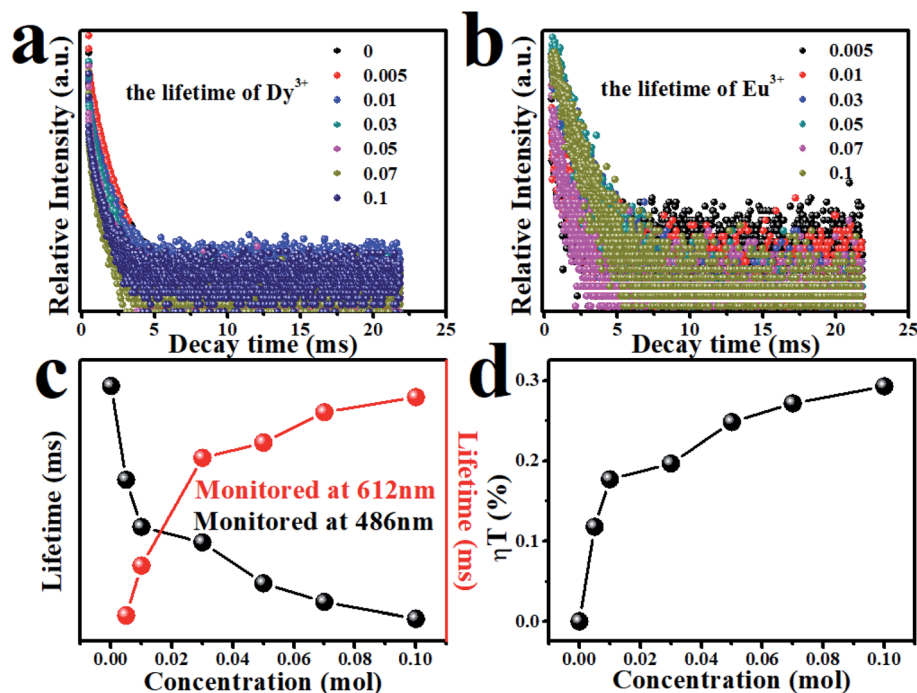 a
Relative Intensity (a.u.)
the lifetime of Dy3+
0
0.005
0.01
0.03
0.05
0.07
0.1
0 5 10 15 20 25
Decay time (ms)
b
Relative Intensity (a.u.)
the lifetime of Eu3+
0.005
0.01
0.03
0.05
0.07
0.1
0 5 10 15 20 25
Decay time (ms)
c
Lifetime (ms)
Monitored at 612nm
Monitored at 486nm
Lifetime (ms)
0.00 0.02 0.04 0.06 0.08 0.10
Concentration (mol)
d
ηT (%)
0.3
0.2
0.1
0.0
0.00 0.02 0.04 0.06 0.08 0.10
Concentration (mol)